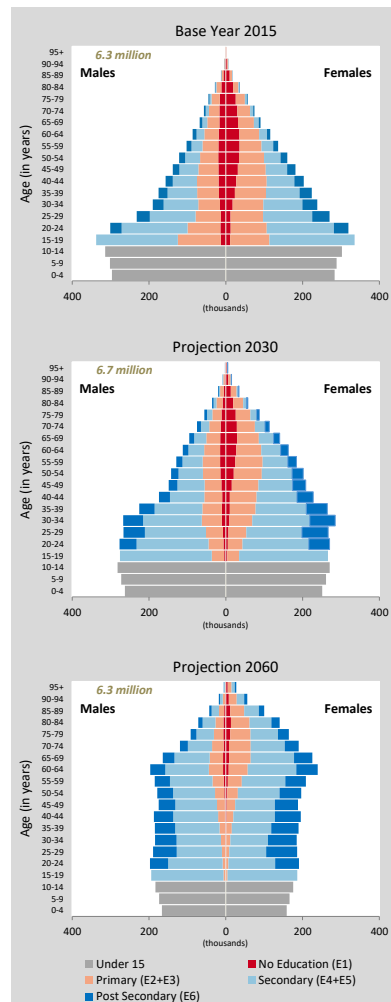 Base Year 2015
6.3 million
Males
Females
Age (in years)
95+
90-94
85-89
80-84
75-79
70-74
65-69
60-64
55-59
50-54
45-49
40-44
35-39
30-34
25-29
20-24
15-19
10-14
5-9
0-4
400 200 0 200 400
(thousands)
Projection 2030
6.7 million
Males
Females
Age (in years)
95+
90-94
85-89
80-84
75-79
70-74
65-69
60-64
55-59
50-54
45-49
40-44
35-39
30-34
25-29
20-24
15-19
10-14
5-9
0-4
400 200 0 200 400
(thousands)
Projection 2060
6.3 million
Males
Females
Age (in years)
95+
90-94
85-89
80-84
75-79
70-74
65-69
60-64
55-59
50-54
45-49
40-44
35-39
30-34
25-29
20-24
15-19
10-14
5-9
0-4
400 200 0 200 400
(thousands)
Under 15 No Education (E1)
Primary (E2+E3) Secondary (E4+E5)
Post Secondary (E6)